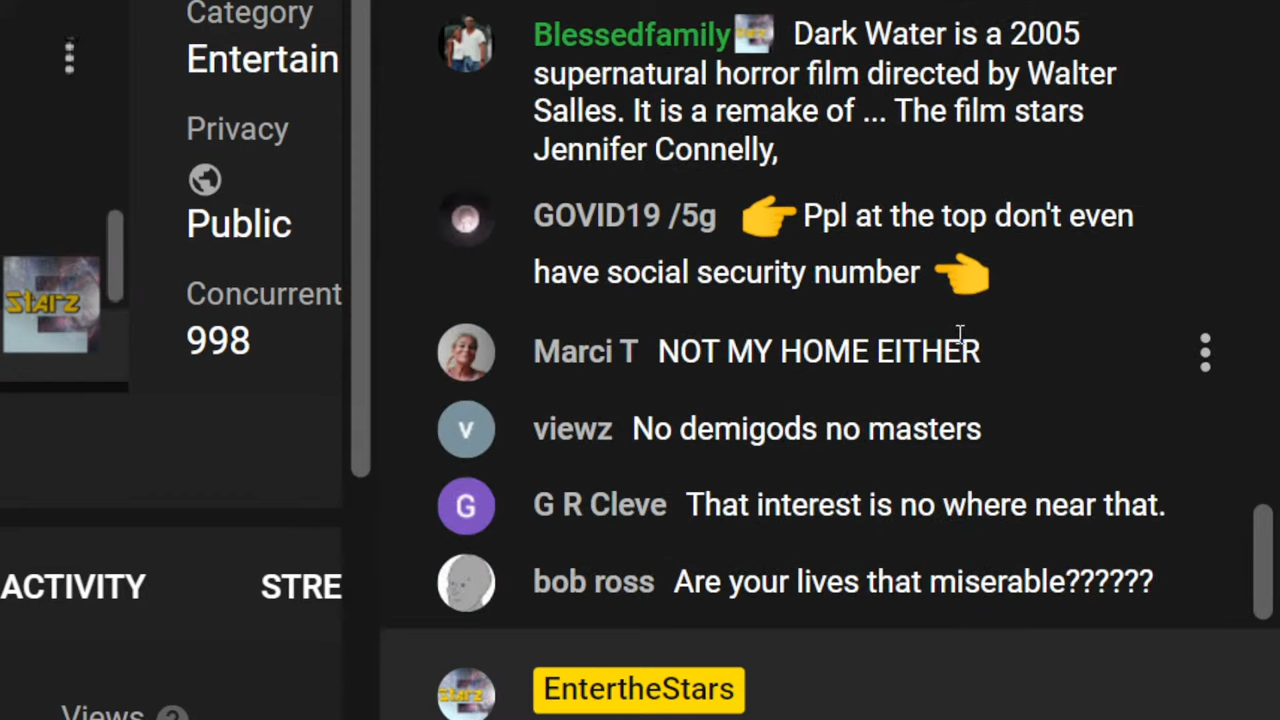 Category
Entertain
Privacy
Public
Concurrent
998
STARZ
ACTIVITY STRE
Views ?
Blessedfamily Dark Water is a 2005
supernatural horror film directed by Walter
Salles. It is a remake of ... The film stars
Jennifer Connelly,
GOVID19 /5g 👉Ppl at the top don't even
have social security number 👈
Marci T NOT MY HOME EITHER
v viewz No demigods no masters
G G R Cleve That interest is no where near that.
bob ross Are your lives that miserable??????
STARZ EntertheStars